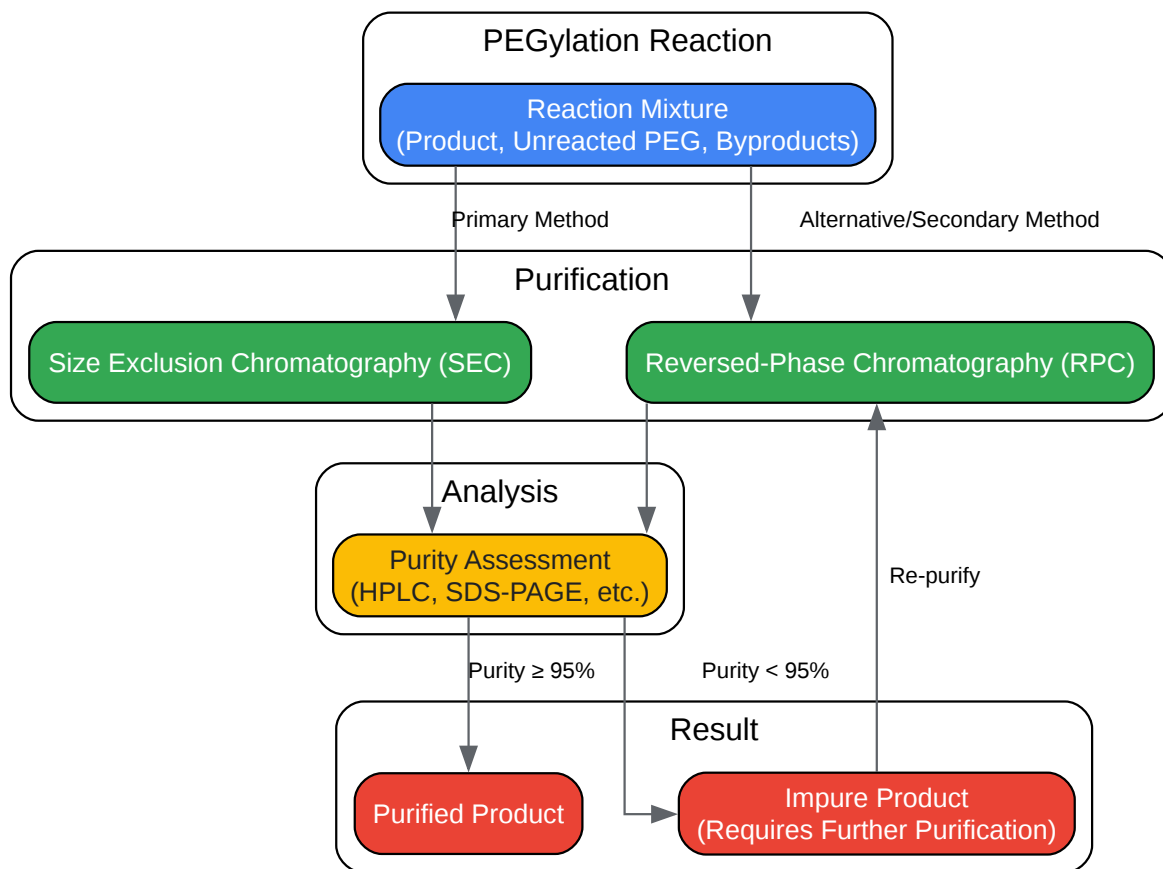 PEGylation Reaction
Reaction Mixture
(Product, Unreacted PEG, Byproducts)
Primary Method
Alternative/Secondary Method
Purification
Size Exclusion Chromatography (SEC)
Reversed-Phase Chromatography (RPC)
Analysis
Purity Assessment
(HPLC, SDS-PAGE, etc.)
Re-purify
Purity ≥ 95%
Purity < 95%
Result
Purified Product
Impure Product
(Requires Further Purification)